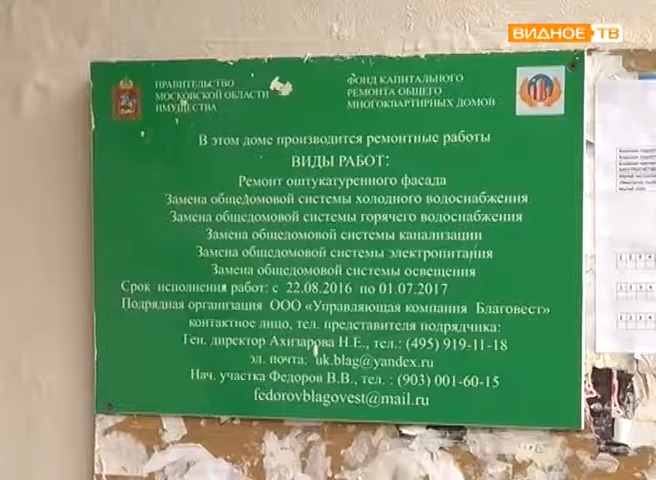 ВИДНОЕ ТВ
ПРАВИТЕЛЬСТВО
МОСКОВСКОЙ ОБЛАСТИ
ИМУЩЕСТВА
ФОНД КАПИТАЛЬНОГО
РЕМОНТА ОБЩЕГО
МНОГОКВАРТИРНЫХ ДОМОВ
В этом доме производится ремонтные работы
ВИДЫ РАБОТ:
Ремонт оштукатуренного фасада
Замена общедомовой системы холодного водоснабжения
Замена общедомовой системы горячего водоснабжения
Замена общедомовой системы канализации
Замена общедомовой системы электропитания
Замена общедомовой системы освещения
Срок исполнения работ: с 22.08.2016 по 01.07.2017
Подрядная организация ООО «Управляющая компания Благовест»
контактное лицо, тел. представителя подрядчика:
Ген. директор Ахизарова Н.Е., тел.: (495) 919-11-18
эл. почта: uk.blag@yandex.ru
Нач. участка Федоров В.В., тел. : (903) 001-60-15
fedorovblagovest@mail.ru